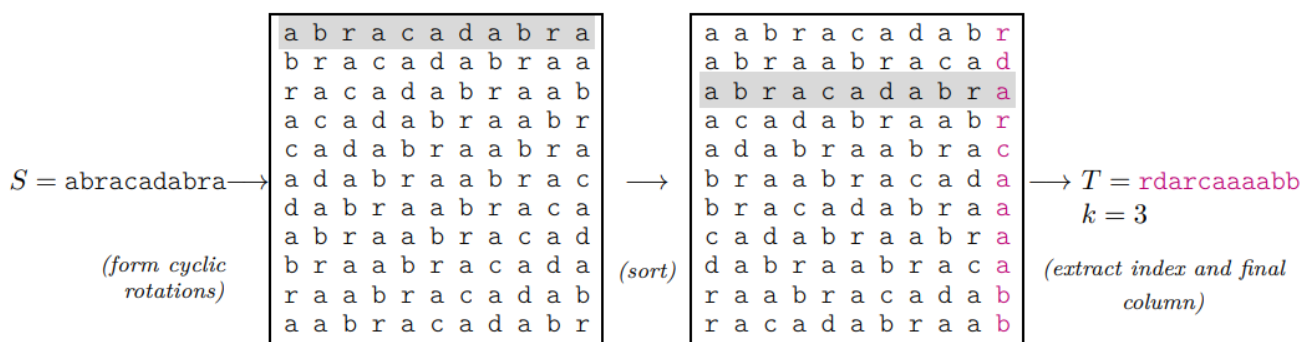 S = abracadabra
(form cyclic
rotations)
a b r a c a d a b r a
b r a c a d a b r a a
r a c a d a b r a a b
a c a d a b r a a b r
c a d a b r a a b r a
a d a b r a a b r a c
d a b r a a b r a c a
a b r a a b r a c a d
b r a a b r a c a d a
r a a b r a c a d a b
a a b r a c a d a b r
(sort)
a a b r a c a d a b r
a b r a a b r a c a d
a b r a c a d a b r a
a c a d a b r a a b r
a d a b r a a b r a c
b r a a b r a c a d a
b r a c a d a b r a a
c a d a b r a a b r a
d a b r a a b r a c a
r a a b r a c a d a b
r a c a d a b r a a b
T = rdarcaaaabb
k = 3
(extract index and final
column)